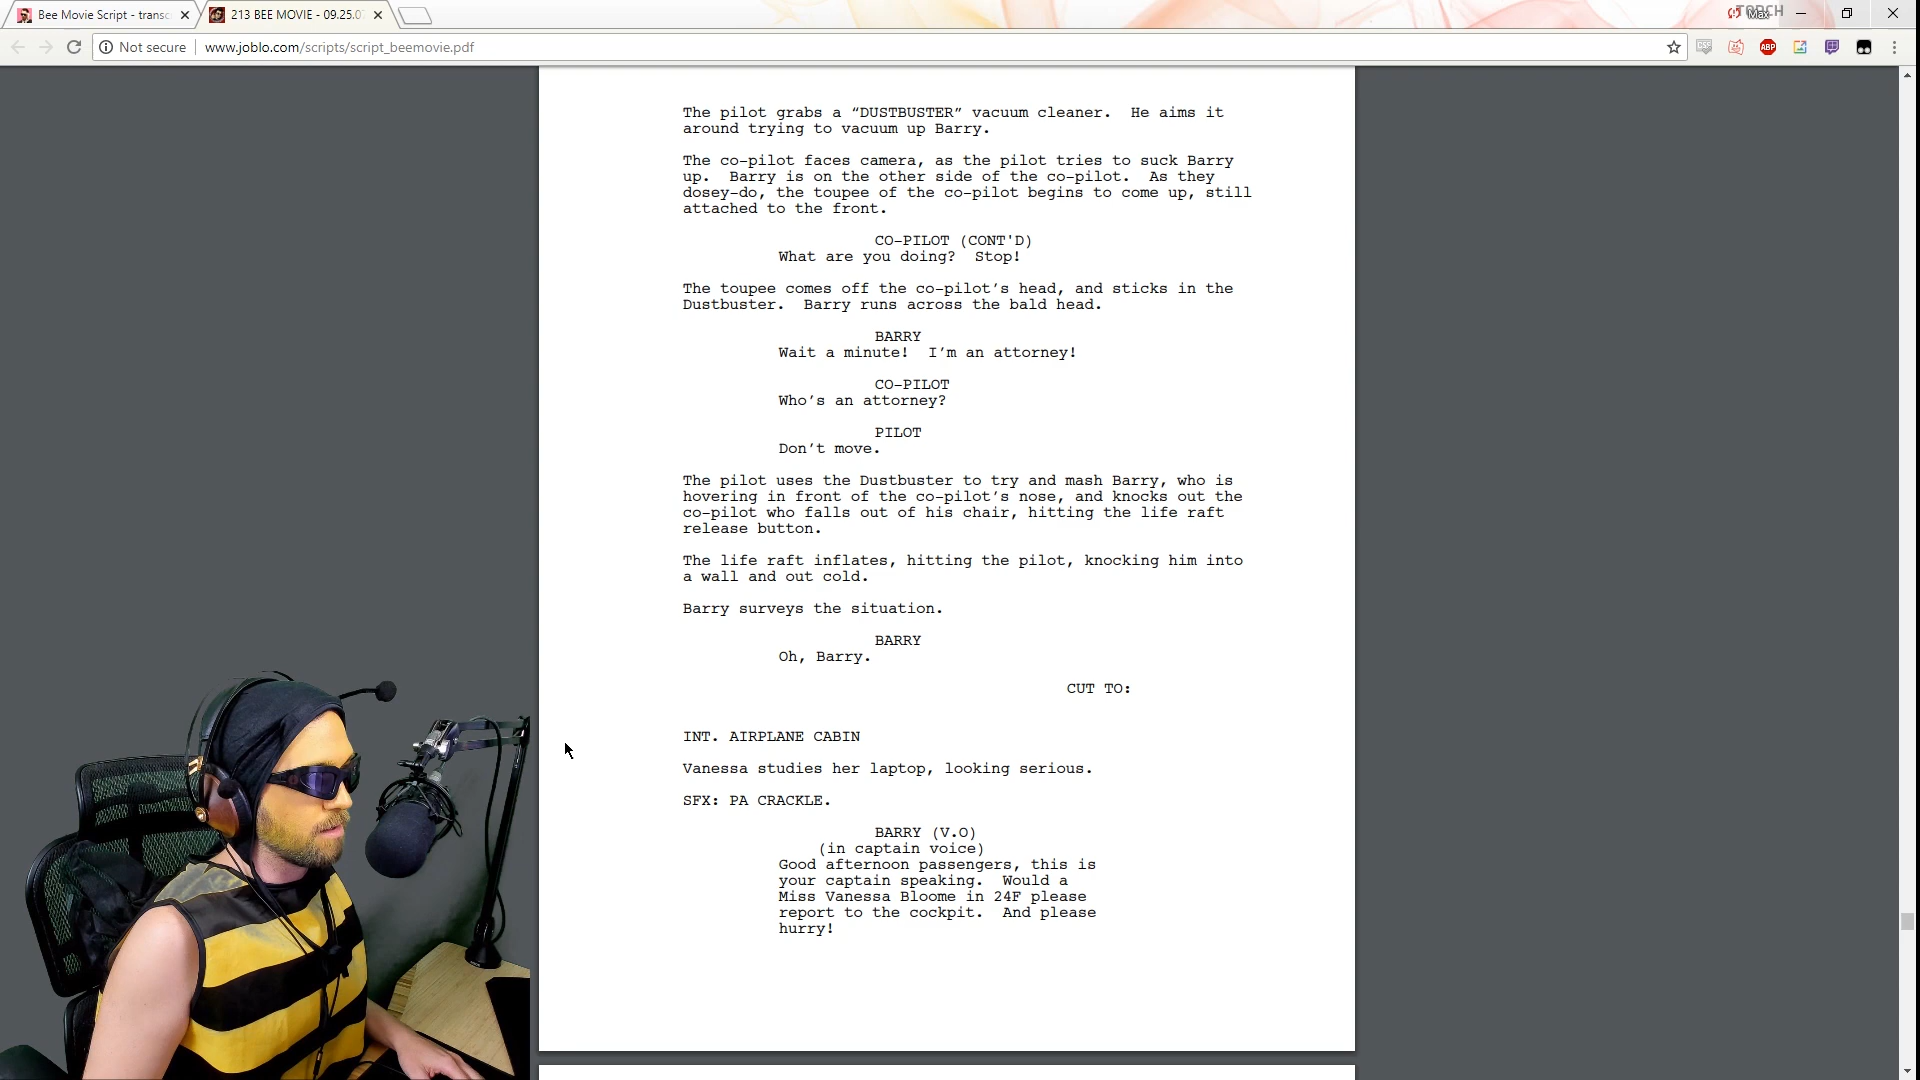 Bee Movie Script - transc
213 BEE MOVIE - 09.25.0
Max
Not secure
www.joblo.com/scripts/script_beemovie.pdf
ABP
The pilot grabs a “DUSTBUSTER” vacuum cleaner.  He aims it
around trying to vacuum up Barry.
The co-pilot faces camera, as the pilot tries to suck Barry
up.  Barry is on the other side of the co-pilot.  As they
dosey-do, the toupee of the co-pilot begins to come up, still
attached to the front.
CO-PILOT (CONT'D)
What are you doing?  Stop!
The toupee comes off the co-pilot’s head, and sticks in the
Dustbuster.  Barry runs across the bald head.
BARRY
Wait a minute!  I’m an attorney!
CO-PILOT
Who’s an attorney?
PILOT
Don’t move.
The pilot uses the Dustbuster to try and mash Barry, who is
hovering in front of the co-pilot’s nose, and knocks out the
co-pilot who falls out of his chair, hitting the life raft
release button.
The life raft inflates, hitting the pilot, knocking him into
a wall and out cold.
Barry surveys the situation.
BARRY
Oh, Barry.
CUT TO:
INT. AIRPLANE CABIN
Vanessa studies her laptop, looking serious.
SFX: PA CRACKLE.
BARRY (V.O)
(in captain voice)
Good afternoon passengers, this is
your captain speaking.  Would a
Miss Vanessa Bloome in 24F please
report to the cockpit.  And please
hurry!